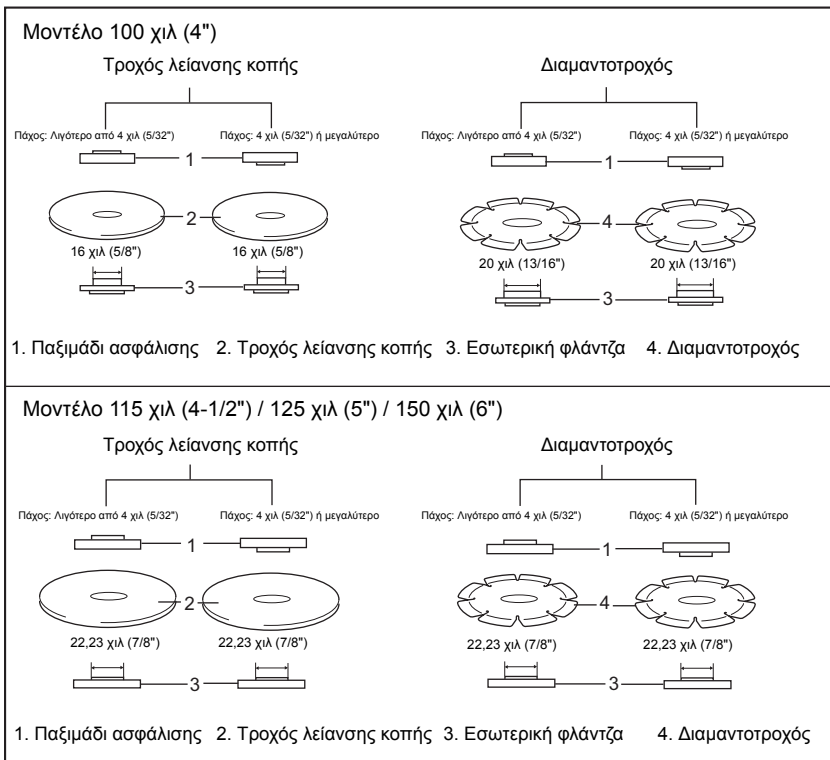 Μοντέλο 100 χιλ (4")
Τροχός λείανσης κοπής
Διαμαντοτροχός
Πάχος: Λιγότερο από 4 χιλ (5/32") Πάχος: 4 χιλ (5/32") ή μεγαλύτερο
Πάχος: Λιγότερο από 4 χιλ (5/32") Πάχος: 4 χιλ (5/32") ή μεγαλύτερο
1
1
2
4
16 χιλ (5/8") 16 χιλ (5/8")
20 χιλ (13/16") 20 χιλ (13/16")
3
3
1. Παξιμάδι ασφάλισης 2. Τροχός λείανσης κοπής 3. Εσωτερική φλάντζα 4. Διαμαντοτροχός
Μοντέλο 115 χιλ (4-1/2") / 125 χιλ (5") / 150 χιλ (6")
Τροχός λείανσης κοπής
Διαμαντοτροχός
Πάχος: Λιγότερο από 4 χιλ (5/32") Πάχος: 4 χιλ (5/32") ή μεγαλύτερο
Πάχος: Λιγότερο από 4 χιλ (5/32") Πάχος: 4 χιλ (5/32") ή μεγαλύτερο
1
1
2
4
22,23 χιλ (7/8") 22,23 χιλ (7/8")
22,23 χιλ (7/8") 22,23 χιλ (7/8")
3
3
1. Παξιμάδι ασφάλισης 2. Τροχός λείανσης κοπής 3. Εσωτερική φλάντζα 4. Διαμαντοτροχός